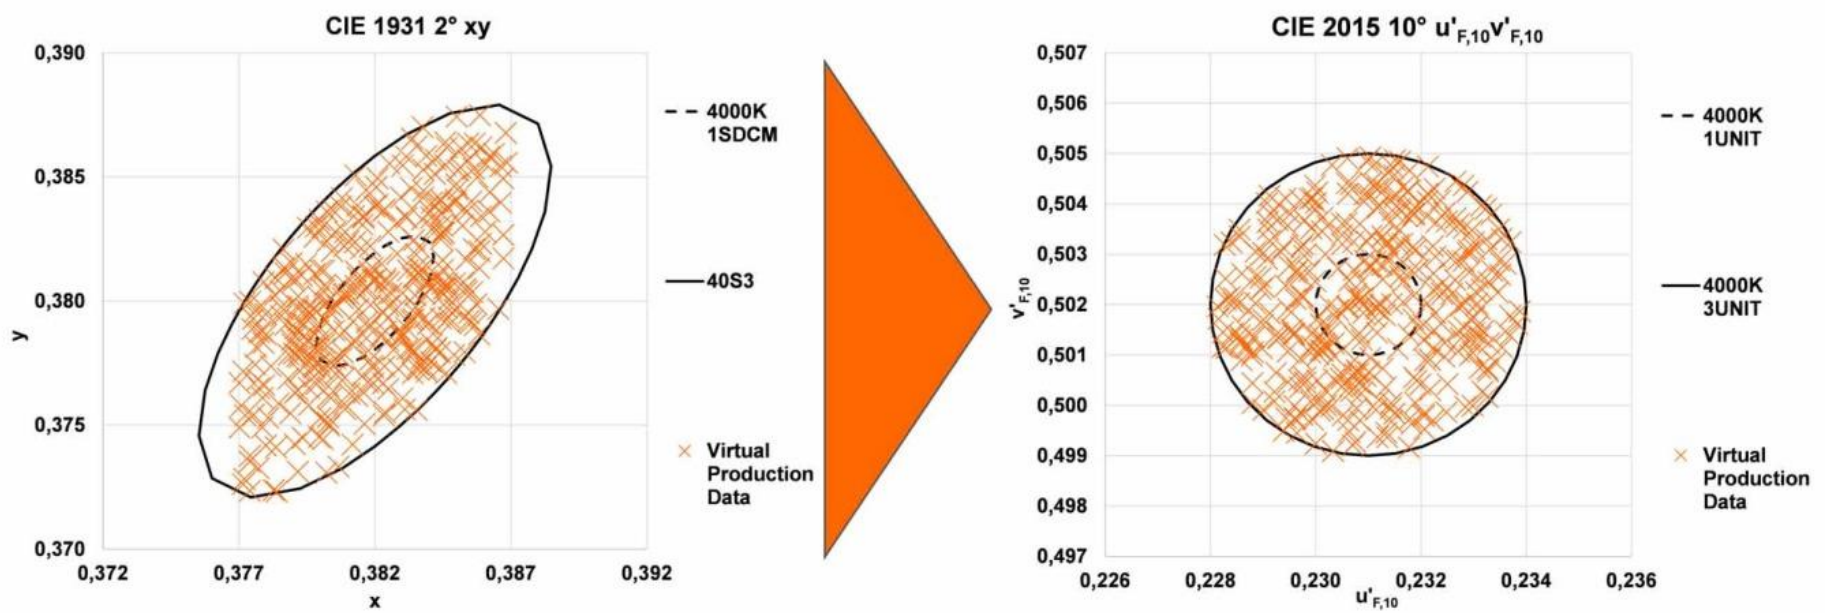 CIE 1931 2° xy
0,390
0,385
0,380
0,375
0,370
y
0,372
0,377
0,382
0,387
0,392
x
4000K
1SDCM
40S3
Virtual
Production
Data
CIE 2015 10° u'F,10v'F,10
0,507
0,506
0,505
0,504
0,503
0,502
0,501
0,500
0,499
0,498
0,497
v'F,10
0,226
0,228
0,230
0,232
0,234
0,236
u'F,10
4000K
1UNIT
4000K
3UNIT
Virtual
Production
Data